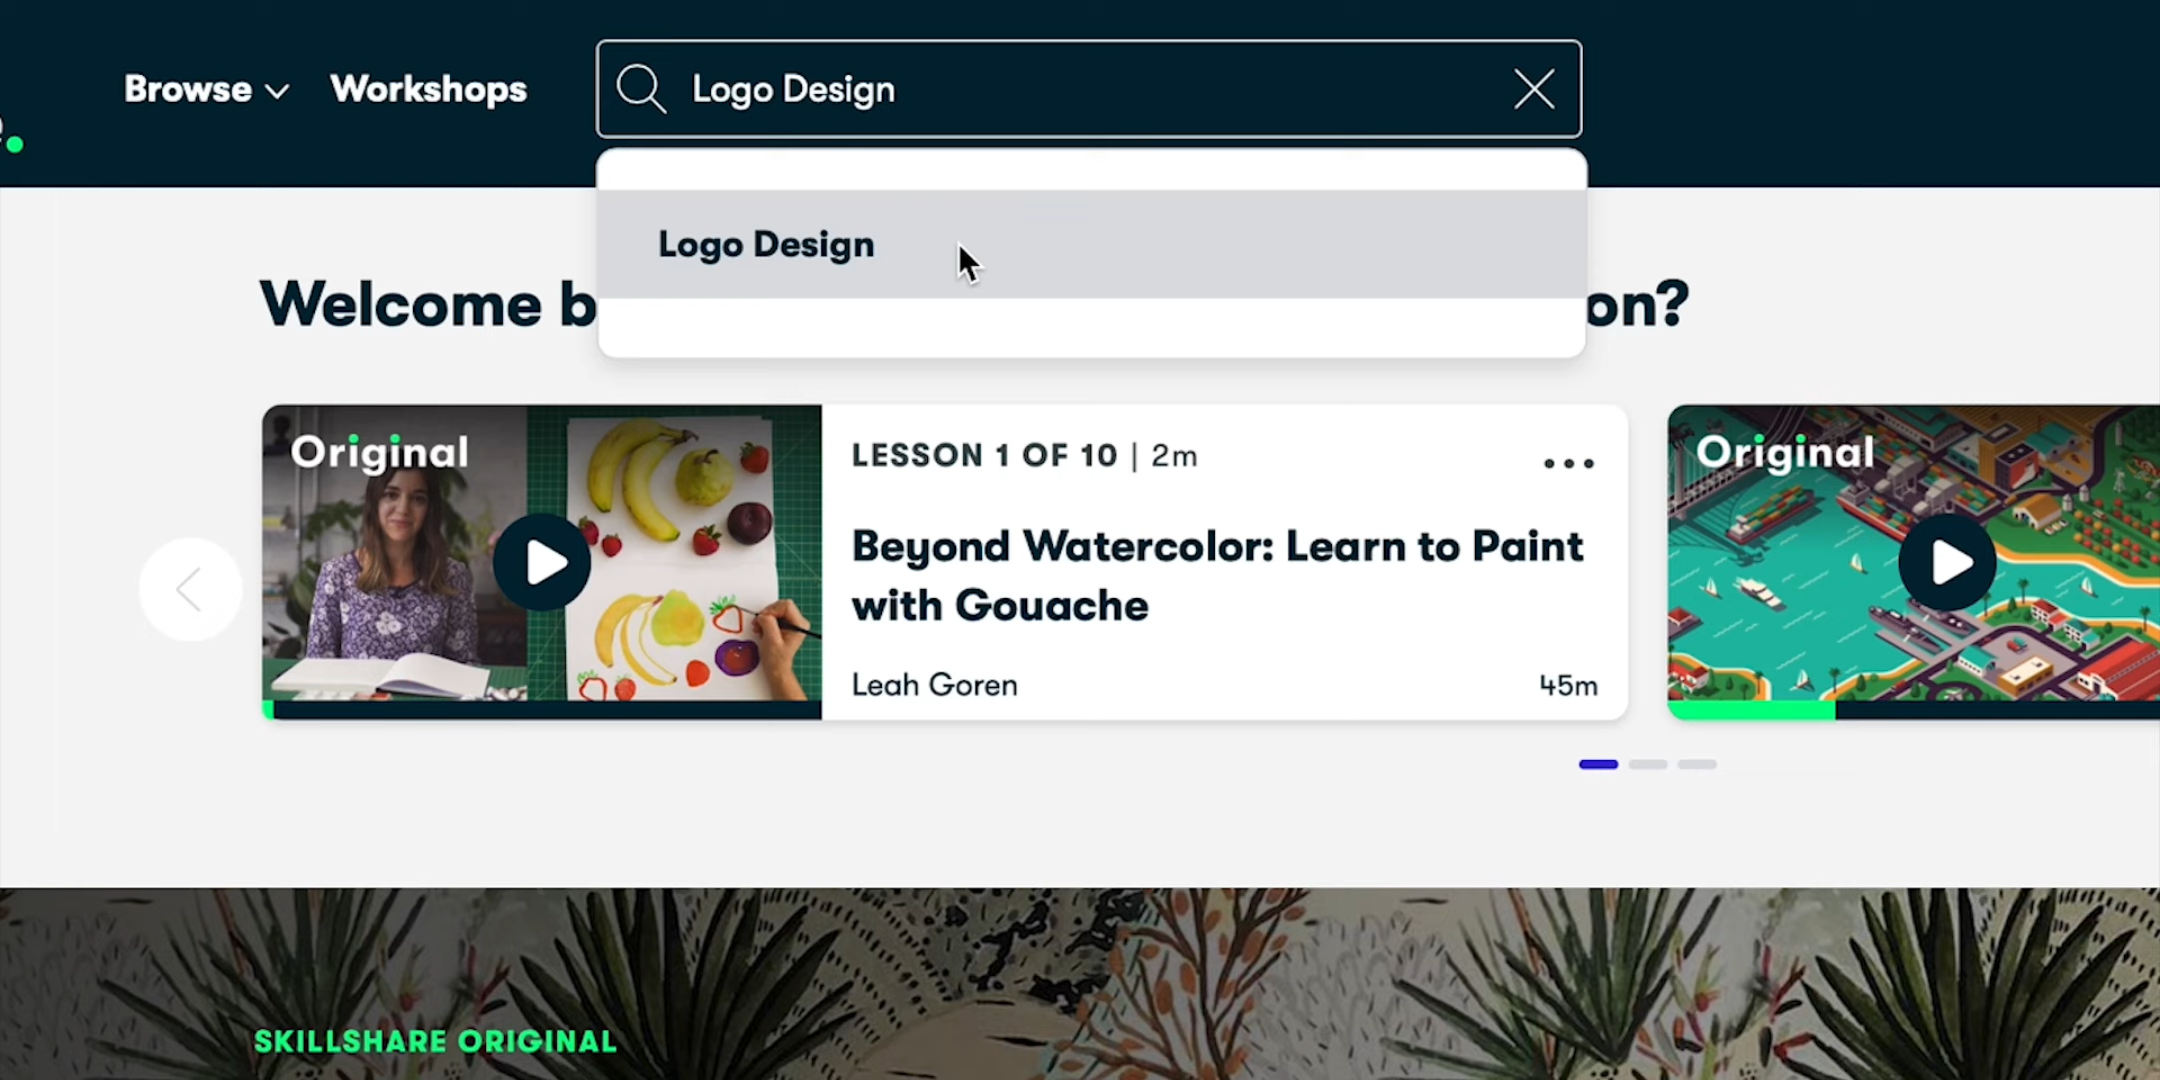 Browse
Workshops
Logo Design
Logo Design
Welcome b
on?
Original
LESSON 1 OF 10 | 2m
Beyond Watercolor: Learn to Paint
with Gouache
Leah Goren
45m
Original
SKILLSHARE ORIGINAL